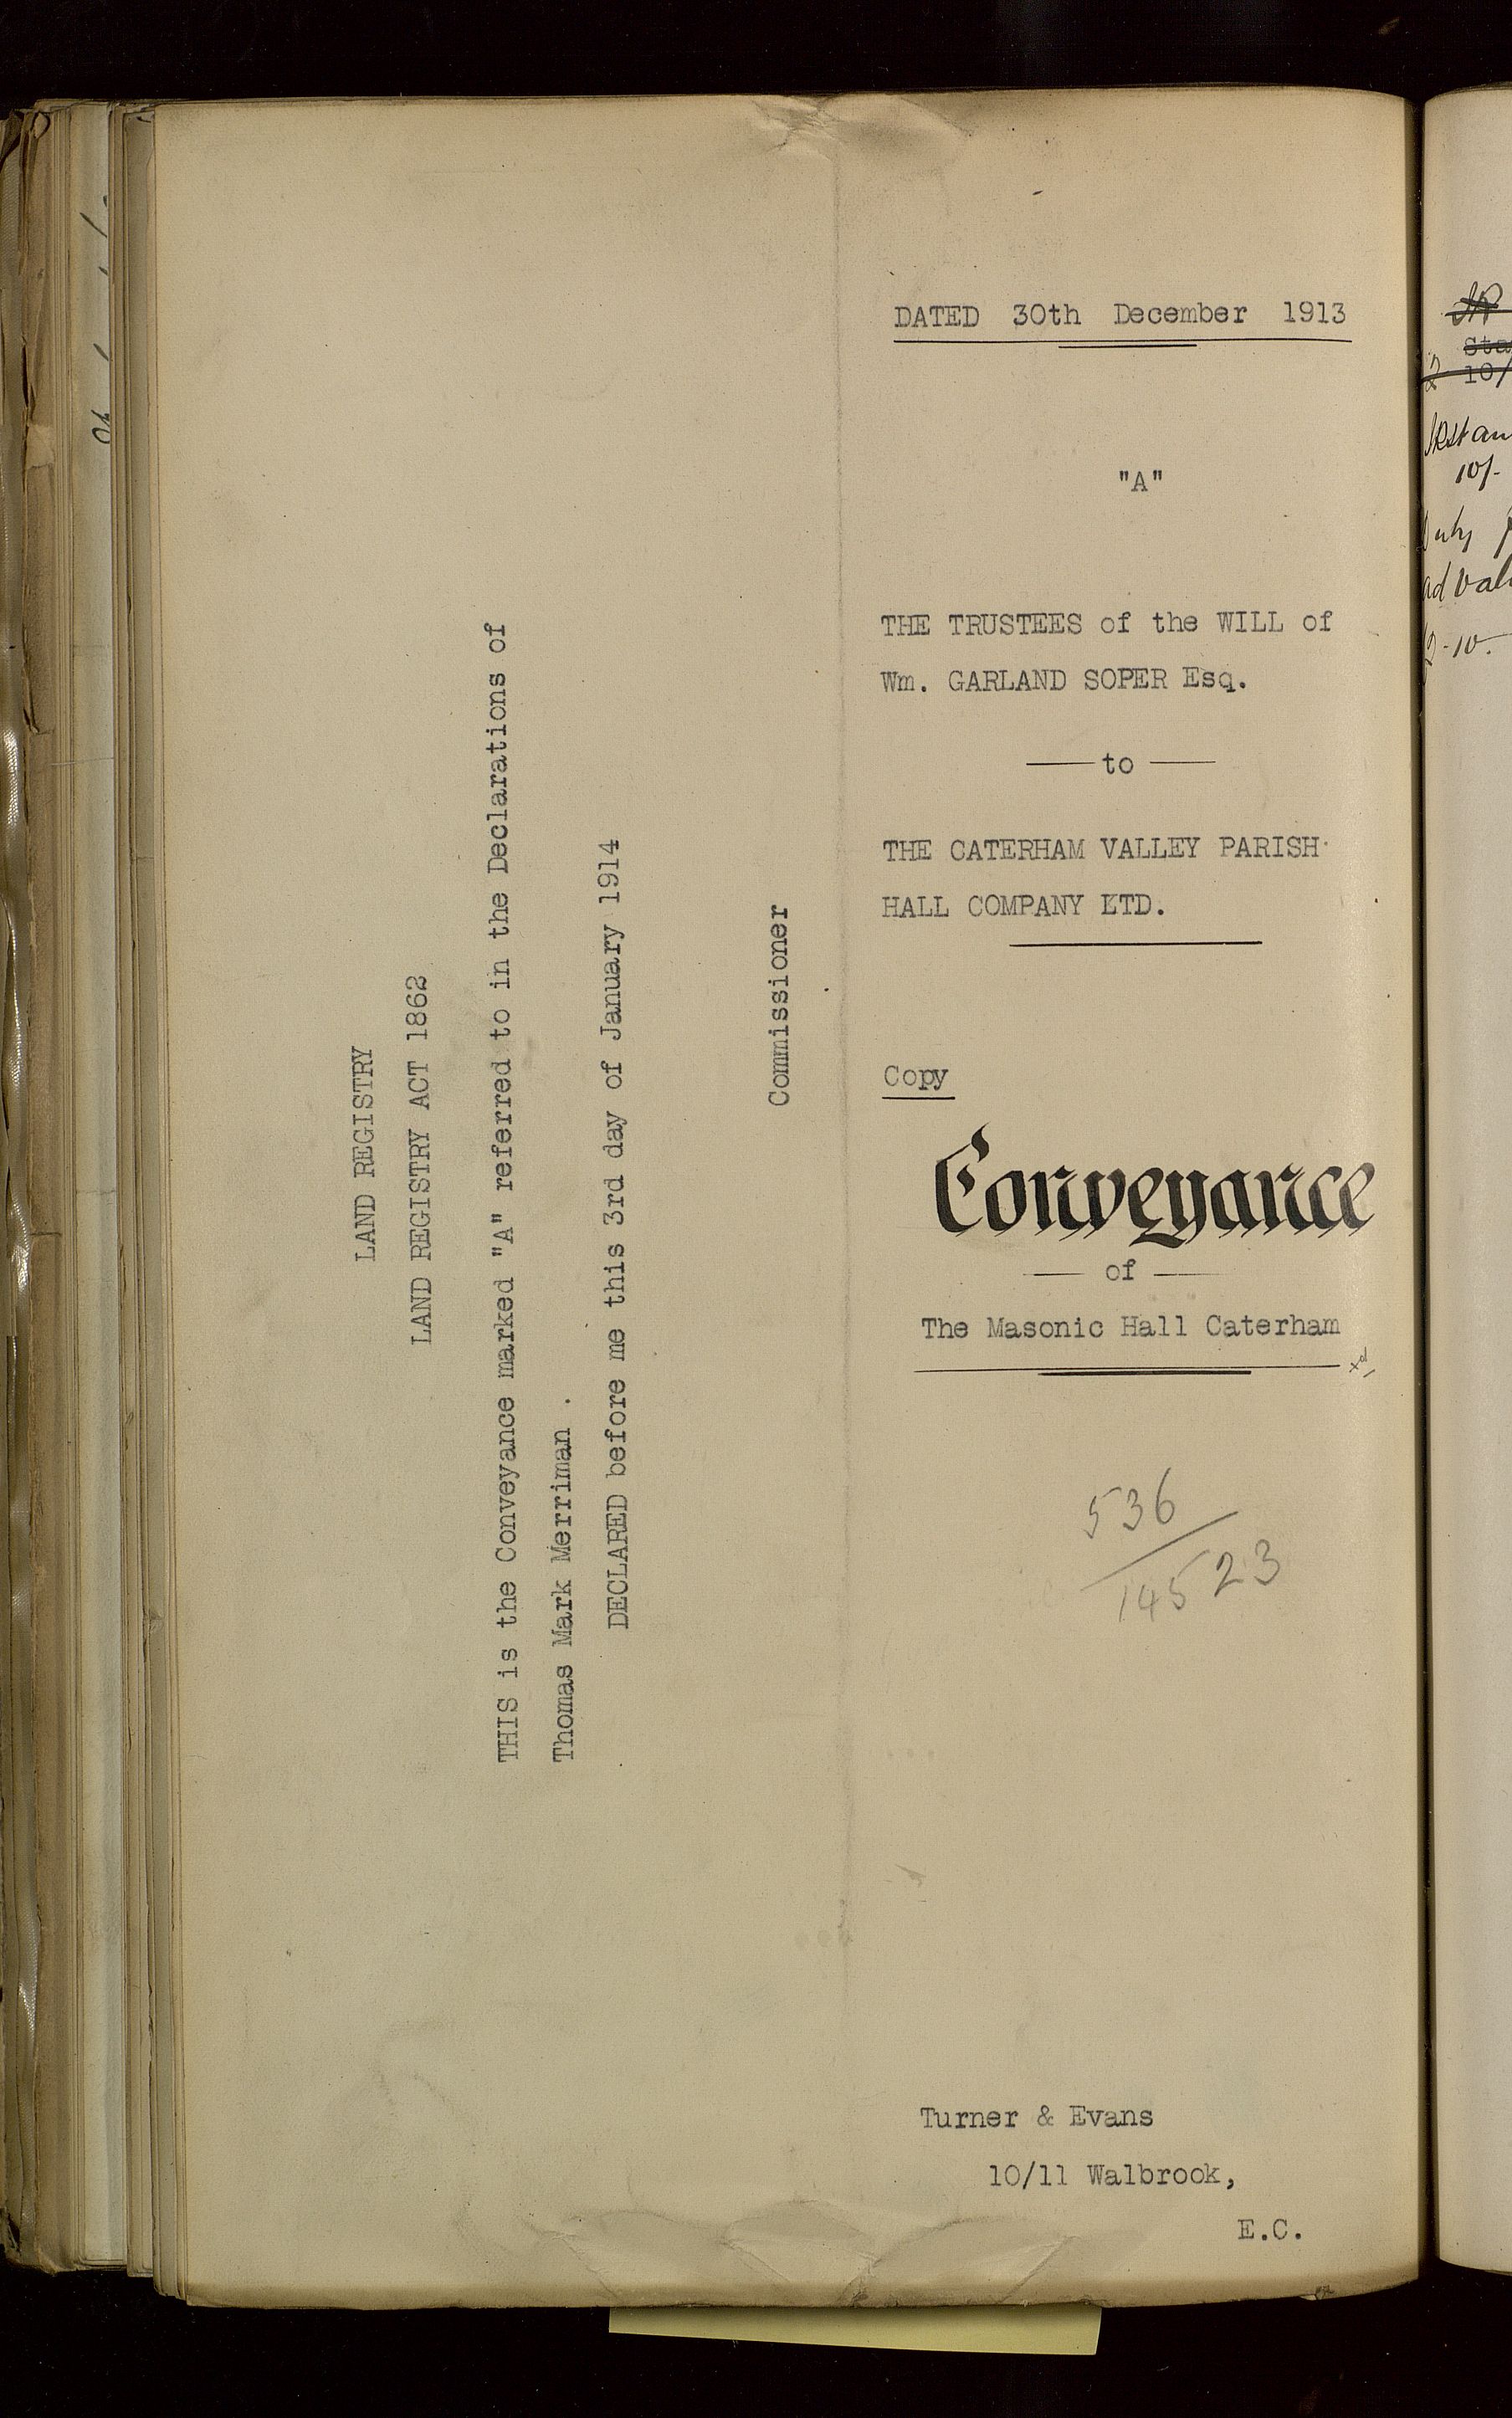 LAND REGISTRY
LAND REGISTRY ACT 1862
THIS is the Conveyance marked "A" referred to in the Declarations of
Thomas Mark Merriman .
DECLARED before me this 3rd day of January 1914
Commissioner
DATED 30th December 1913
"A"
THE TRUSTEES of the WILL of
Wm. GARLAND SOPER Esq.
to
THE CATERHAM VALLEY PARISH
HALL COMPANY LTD.
Copy
Conveyance
of
The Masonic Hall Caterham
536
14523
Turner & Evans
10/11 Walbrook,
E.C.
10/
10/-